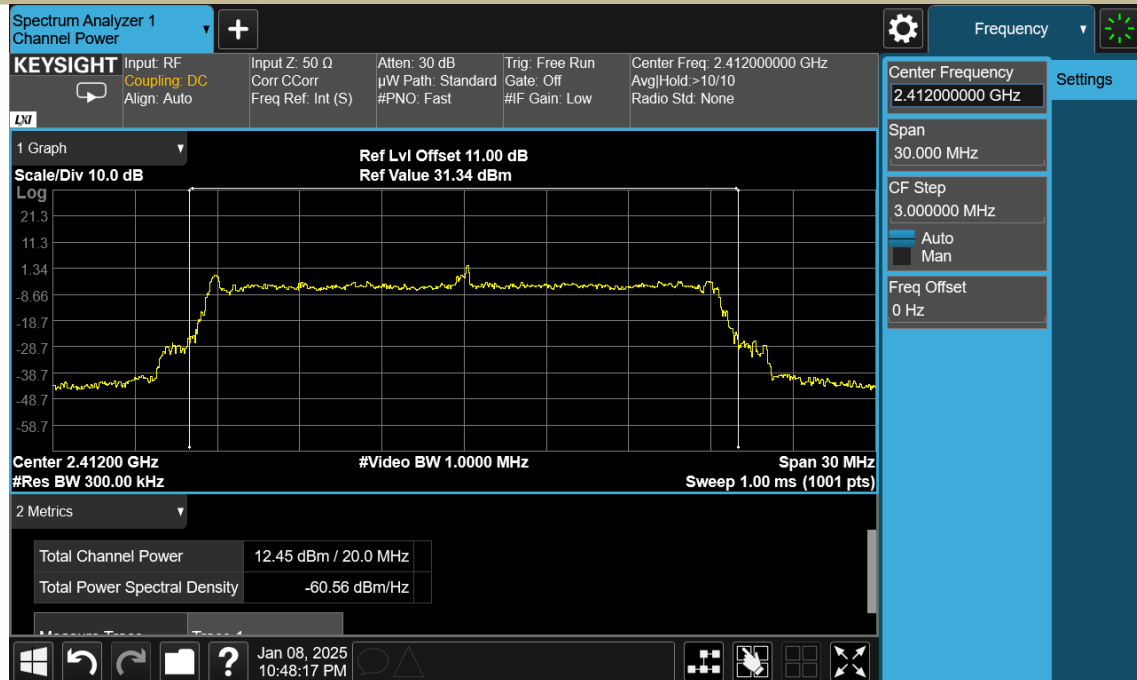 Spectrum Analyzer 1
Channel Power
Frequency
KEYSIGHT
Input: RF
Coupling: DC
Align: Auto
Input Z: 50 Ω
Corr CCorr
Freq Ref: Int (S)
Atten: 30 dB
µW Path: Standard
#PNO: Fast
Trig: Free Run
Gate: Off
#IF Gain: Low
Center Freq: 2.412000000 GHz
Avg|Hold:>10/10
Radio Std: None
LXI
Center Frequency
2.412000000 GHz
Settings
Span
30.000 MHz
CF Step
3.000000 MHz
Auto
Man
Freq Offset
0 Hz
1 Graph
Ref Lvl Offset 11.00 dB
Scale/Div 10.0 dB
Ref Value 31.34 dBm
Log
21.3
11.3
1.34
-8.66
-18.7
-28.7
-38.7
-48.7
-58.7
Center 2.41200 GHz
#Video BW 1.0000 MHz
Span 30 MHz
#Res BW 300.00 kHz
Sweep 1.00 ms (1001 pts)
2 Metrics
Total Channel Power 12.45 dBm / 20.0 MHz
Total Power Spectral Density -60.56 dBm/Hz
Measure Trace Trace 1
?
Jan 08, 2025
10:48:17 PM